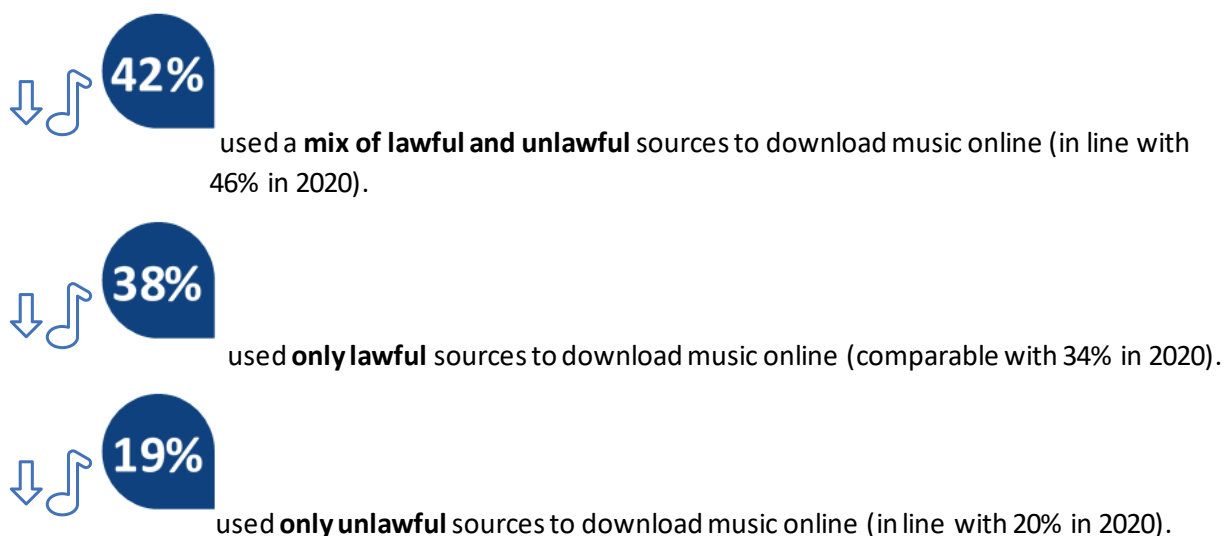 42%
used a mix of lawful and unlawful sources to download music online (in line with
46% in 2020).
38%
used only lawful sources to download music online (comparable with 34% in 2020).
19%
used only unlawful sources to download music online (in line with 20% in 2020).